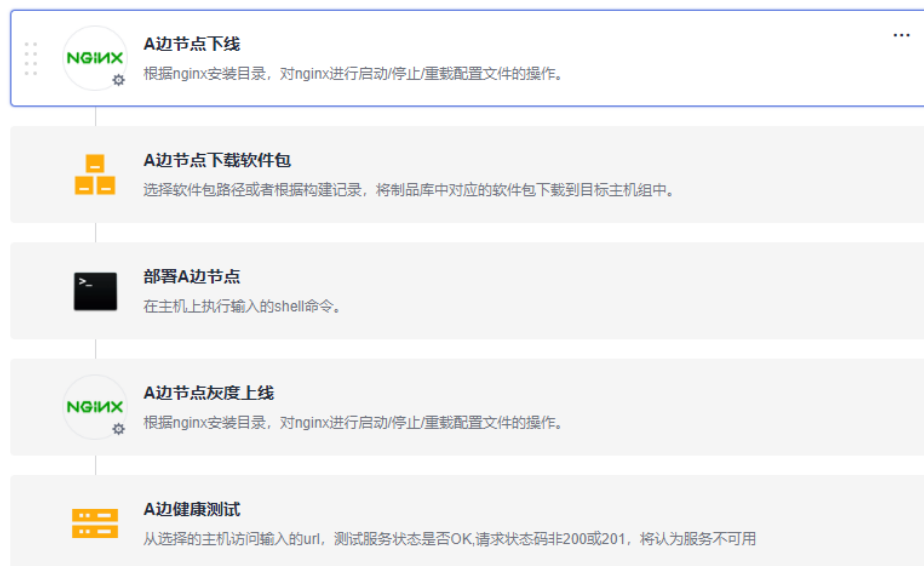 A边节点下线
NGINX
根据nginx安装目录，对nginx进行启动/停止/重载配置文件的操作。
A边节点下载软件包
选择软件包路径或者根据构建记录，将制品库中对应的软件包下载到目标主机组中。
>_
部署A边节点
在主机上执行输入的shell命令。
A边节点灰度上线
NGINX
根据nginx安装目录，对nginx进行启动/停止/重载配置文件的操作。
A边健康测试
从选择的主机访问输入的url，测试服务状态是否OK,请求状态码非200或201，将认为服务不可用